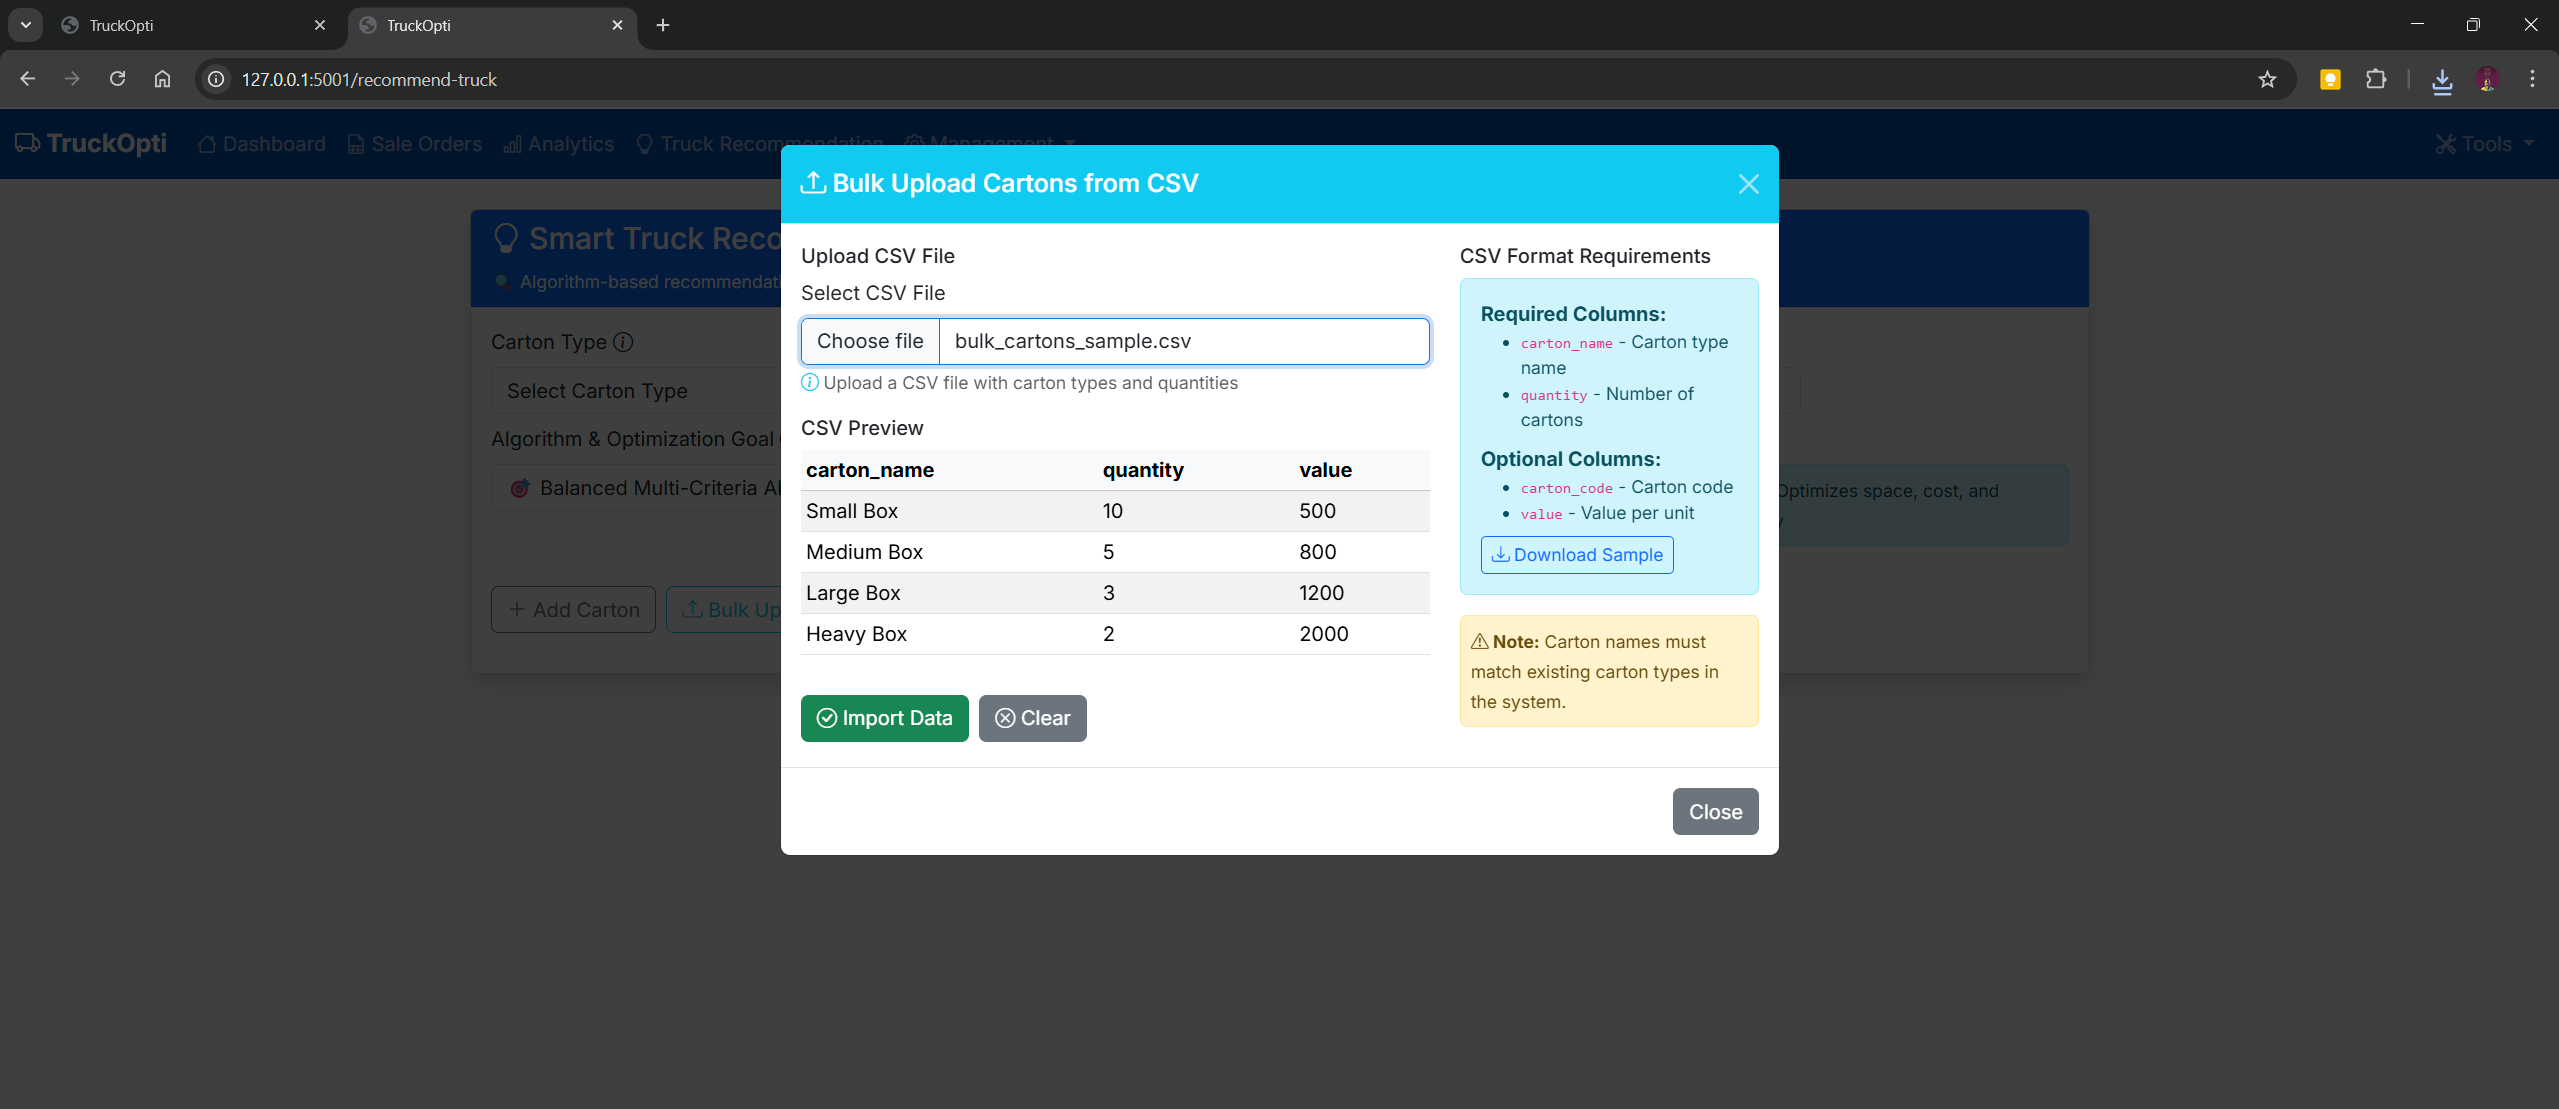 TruckOpti
TruckOpti
127.0.0.1:5001/recommend-truck
TruckOpti
Dashboard
Sale Orders
Analytics
Truck Recommendation
Management
Tools
Smart Truck Reco
Algorithm-based recommendati
Carton Type
Select Carton Type
Algorithm & Optimization Goal
Balanced Multi-Criteria Al
Optimizes space, cost, and
Add Carton
Bulk Up
Bulk Upload Cartons from CSV
Upload CSV File
Select CSV File
Choose file bulk_cartons_sample.csv
Upload a CSV file with carton types and quantities
CSV Preview
carton_name quantity value
Small Box 10 500
Medium Box 5 800
Large Box 3 1200
Heavy Box 2 2000
Import Data
Clear
CSV Format Requirements
Required Columns:
carton_name - Carton type
name
quantity - Number of
cartons
Optional Columns:
carton_code - Carton code
value - Value per unit
Download Sample
Note: Carton names must
match existing carton types in
the system.
Close